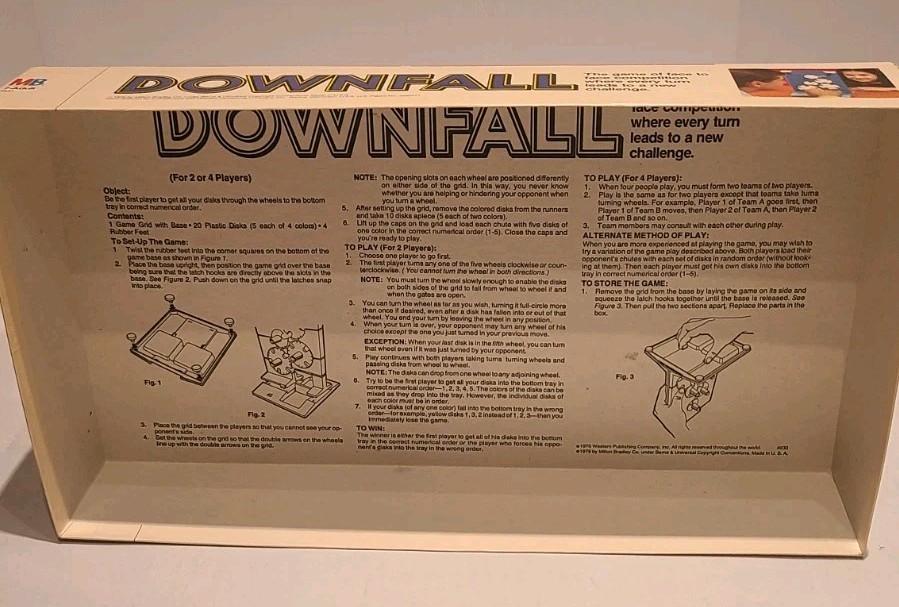 MB
DOWNFALL
The game of face to
face competition
where every turn
leads to a new
challenge.
DOWNFALL
face competition
where every turn
leads to a new
challenge.
(For 2 or 4 Players)
Object:
Be the first player to get all your disks through the wheels to the bottom
tray in correct numerical order.
Contents:
1 Game Grid with Base • 20 Plastic Disks (5 each of 4 colors) • 4
Rubber Feet
To Set-Up The Game:
1. Twist the rubber feet into the corner squares on the bottom of the
game base as shown in Figure 1.
2. Place the base upright, then position the game grid over the base
being sure that the latch hooks are directly above the slots in the
base. See Figure 2. Push down on the grid until the latches snap
into place.
Fig. 1
Fig. 2
3. Place the grid between the players so that you cannot see your op-
ponent's side.
4. Set the wheels on the grid so that the double arrows on the wheels
line up with the double arrows on the grid.
NOTE: The opening slots on each wheel are positioned differently
on either side of the grid. In this way, you never know
whether you are helping or hindering your opponent when
you turn a wheel.
5. After setting up the grid, remove the colored disks from the runners
and take 10 disks apiece (5 each of two colors).
6. Lift up the caps on the grid and load each chute with five disks of
one color in the correct numerical order (1-5). Close the caps and
you're ready to play.
TO PLAY (For 2 Players):
1. Choose one player to go first.
2. The first player turns any one of the five wheels clockwise or coun-
terclockwise. (You cannot turn the wheel in both directions.)
NOTE: You must turn the wheel slowly enough to enable the disks
on both sides of the grid to fall from wheel to wheel if and
when the gates are open.
3. You can turn the wheel as far as you wish, turning it full-circle more
than once if desired, even after a disk has fallen into or out of that
wheel. You end your turn by leaving the wheel in any position.
4. When your turn is over, your opponent may turn any wheel of his
choice except the one you just turned in your previous move.
EXCEPTION: When your last disk is in the fifth wheel, you can turn
that wheel even if it was just turned by your opponent.
5. Play continues with both players taking turns turning wheels and
passing disks from wheel to wheel.
NOTE: The disks can drop from one wheel to any adjoining wheel.
6. Try to be the first player to get all your disks into the bottom tray in
correct numerical order—1, 2, 3, 4, 5. The colors of the disks can be
mixed as they drop into the tray. However, the individual disks of
each color must be in order.
7. If your disks (of any one color) fall into the bottom tray in the wrong
order—for example, yellow disks 1, 3, 2 instead of 1, 2, 3—then you
immediately lose the game.
TO WIN:
The winner is either the first player to get all of his disks into the bottom
tray in the correct numerical order or the player who forces his oppo-
nent's disks into the tray in the wrong order.
TO PLAY (For 4 Players):
1. When four people play, you must form two teams of two players.
2. Play is the same as for two players except that teams take turns
turning wheels. For example, Player 1 of Team A goes first, then
Player 1 of Team B moves, then Player 2 of Team A, then Player 2
of Team B and so on.
3. Team members may consult with each other during play.
ALTERNATE METHOD OF PLAY:
When you are more experienced at playing the game, you may wish to
try a variation of the game play described above. Both players load their
opponent's chutes with each set of disks in random order (without look-
ing at them). Then each player must get his own disks into the bottom
tray in correct numerical order (1-5).
TO STORE THE GAME:
1. Remove the grid from the base by laying the game on its side and
squeeze the latch hooks together until the base is released. See
Figure 3. Then pull the two sections apart. Replace the parts in the
box.
Fig. 3
Western Publishing Company, Inc. All rights reserved throughout the world.
© 1979 by Milton Bradley Co. under Berne & Universal Copyright Conventions. Made in U.S.A.